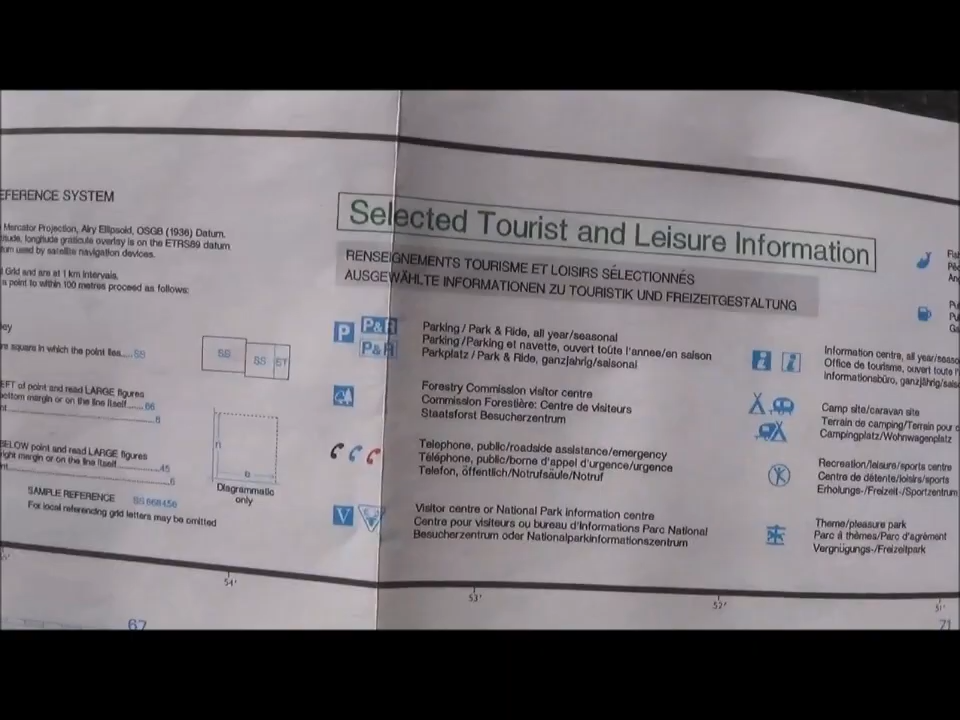 EFERENCE SYSTEM
Mercator Projection, Airy Ellipsoid, OSGB (1936) Datum.
longitude graticule overlay is on the ETRS89 datum
used by satellite navigation devices.
Grid and are at 1 km intervals.
a point to within 100 metres proceed as follows:
square in which the point lies.....SS
SS
SS
ST
EFT of point and read LARGE figures
bottom margin or on the line itself
66
6
BELOW point and read LARGE figures
right margin or on the line itself
45
6
SAMPLE REFERENCE SS 668456
For local referencing grid letters may be omitted
Diagrammatic
only
Selected Tourist and Leisure Information
RENSEIGNEMENTS TOURISME ET LOISIRS SÉLECTIONNÉS
AUSGEWÄHLTE INFORMATIONEN ZU TOURISTIK UND FREIZEITGESTALTUNG
P
P&R
P&R
Parking / Park & Ride, all year/seasonal
Parking / Parking et navette, ouvert toute l'annee/en saison
Parkplatz / Park & Ride, ganzjahrig/saisonal
Forestry Commission visitor centre
Commission Forestière: Centre de visiteurs
Staatsforst Besucherzentrum
Telephone, public/roadside assistance/emergency
Téléphone, public/borne d'appel d'urgence/urgence
Telefon, öffentlich/Notrufsäule/Notruf
V
V
Visitor centre or National Park information centre
Centre pour visiteurs ou bureau d'informations Parc National
Besucherzentrum oder Nationalparkinformationszentrum
i
i
Information centre, all year/seaso
Office de tourisme, ouvert toute l'
Informationsbüro, ganzjährig/sais
Camp site/caravan site
Terrain de camping/Terrain pour c
Campingplatz/Wohnwagenplatz
Recreation/leisure/sports centre
Centre de détente/loisirs/sports
Erholungs-/Freizeit-/Sportzentrum
Theme/pleasure park
Parc à thèmes/Parc d'agrément
Vergnügungs-/Freizeitpark
54'
53'
52'
51'
67
71